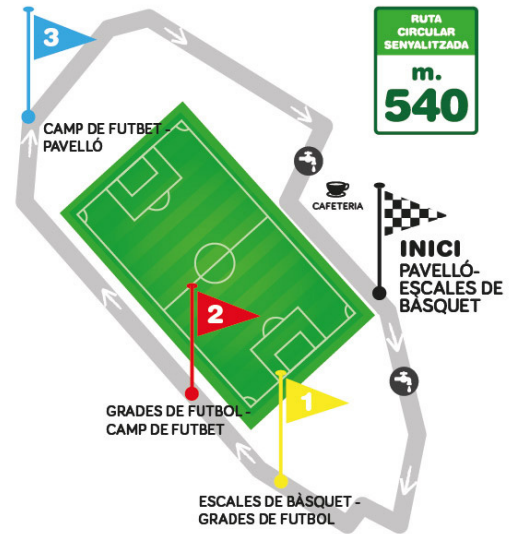 RUTA
CIRCULAR
SENYALITZADA
m.
540
3
CAMP DE FUTBET -
PAVELLÓ
CAFETERIA
INICI
PAVELLÓ-
ESCALES DE
BÀSQUET
2
GRADES DE FUTBOL -
CAMP DE FUTBET
1
ESCALES DE BÀSQUET -
GRADES DE FUTBOL